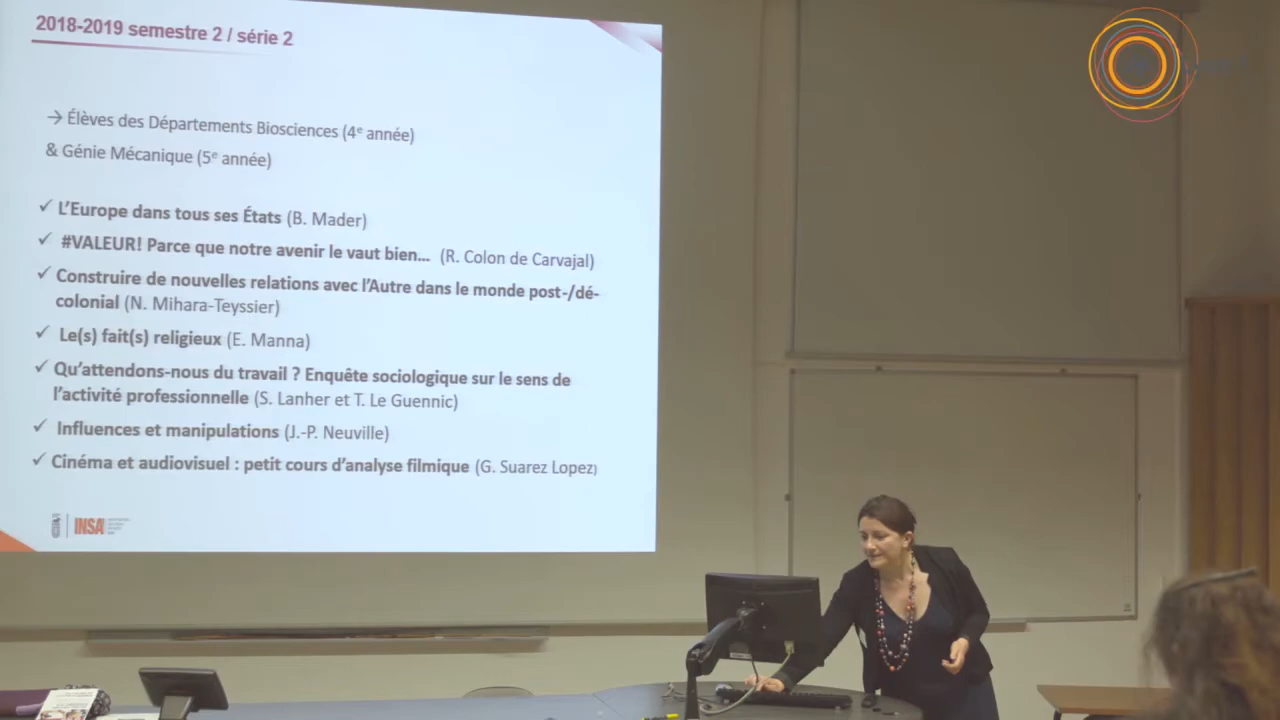 2018-2019 semestre 2 / série 2
→ Élèves des Départements Biosciences (4e année)
& Génie Mécanique (5e année)
✓ L'Europe dans tous ses États (B. Mader)
✓ #VALEUR! Parce que notre avenir le vaut bien... (R. Colon de Carvajal)
✓ Construire de nouvelles relations avec l'Autre dans le monde post-/dé-
colonial (N. Mihara-Teyssier)
✓ Le(s) fait(s) religieux (E. Manna)
✓ Qu'attendons-nous du travail ? Enquête sociologique sur le sens de
l'activité professionnelle (S. Lanher et T. Le Guennic)
✓ Influences et manipulations (J.-P. Neuville)
✓ Cinéma et audiovisuel : petit cours d'analyse filmique (G. Suarez Lopez)
INSA